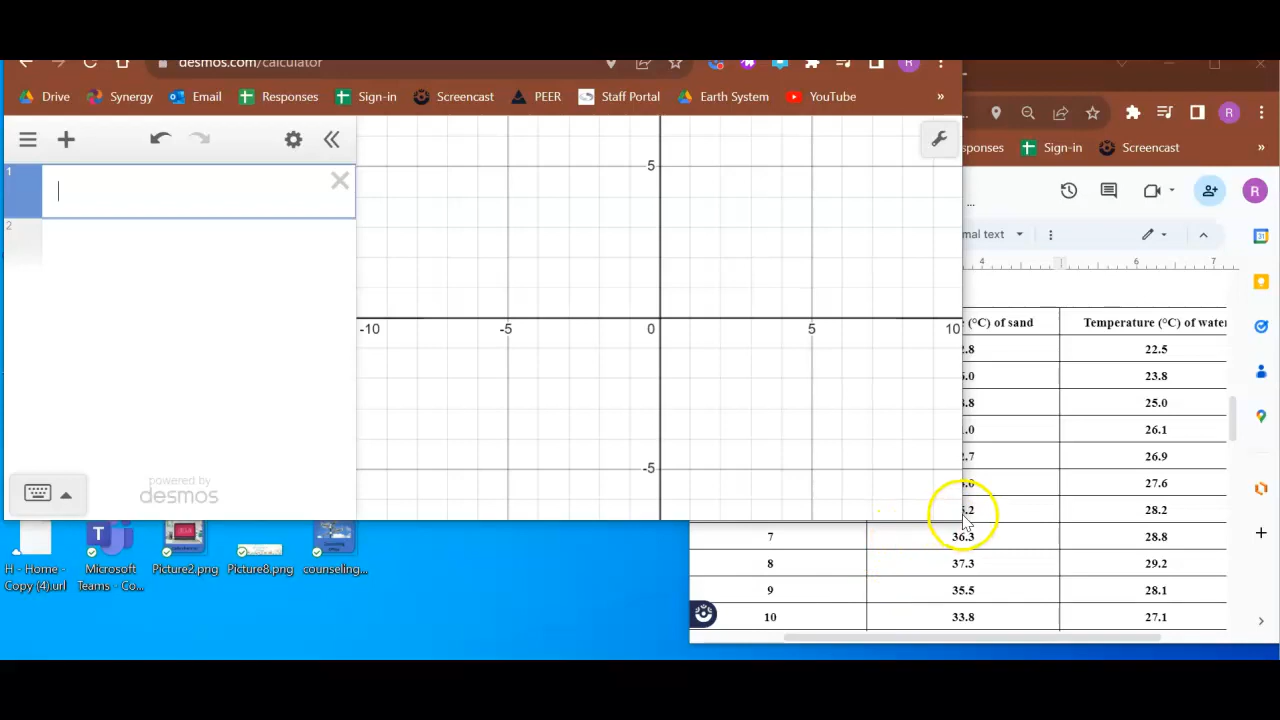 desmos.com/calculator
R
Drive Synergy Email Responses Sign-in Screencast PEER Staff Portal Earth System YouTube »
R
Sign-in Screencast »
1
2
5
-10 -5 0 5 10
-5
powered by
desmos
...
R
mal text
4 6 7
(°C) of sand Temperature (°C) of water
22.5
23.8
25.0
26.1
26.9
27.6
28.2
7 36.3 28.8
8 37.3 29.2
9 35.5 28.1
10 33.8 27.1
H - Home -
Copy (4).url
Microsoft
Teams - Co...
Picture2.png
Picture8.png
counseling...